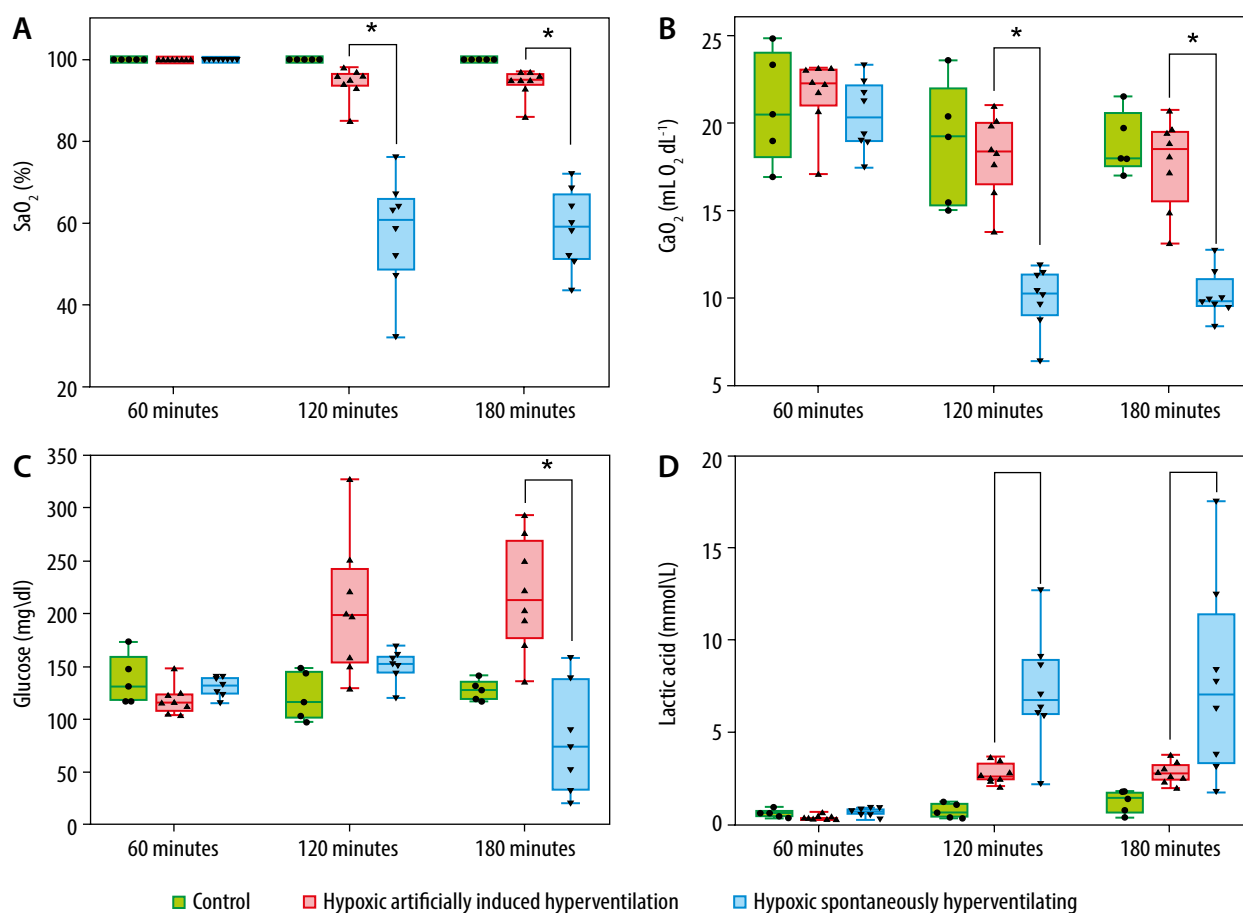 A
SaO2 (%)
100
80
60
40
20
*
*
60 minutes
120 minutes
180 minutes
B
CaO2 (mL O2 dL-1)
25
20
15
10
5
*
*
60 minutes
120 minutes
180 minutes
C
Glucose (mg\dl)
350
300
250
200
150
100
50
0
*
60 minutes
120 minutes
180 minutes
D
Lactic acid (mmol\L)
20
15
10
5
0
60 minutes
120 minutes
180 minutes
Control
Hypoxic artificially induced hyperventilation
Hypoxic spontaneously hyperventilating